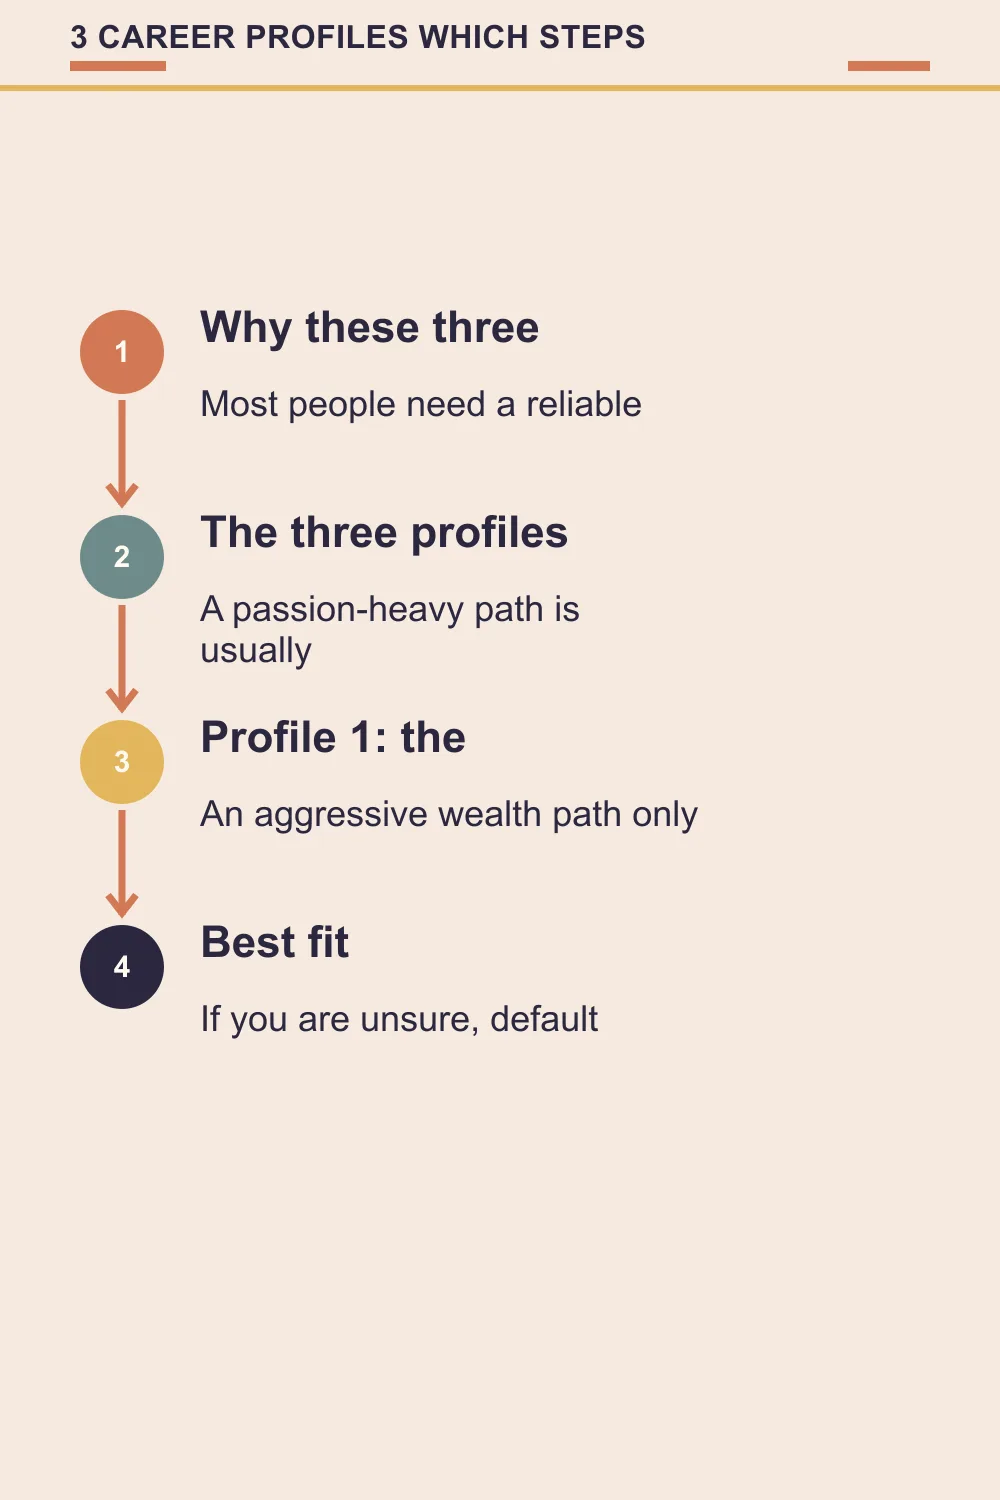 3 CAREER PROFILES WHICH STEPS
1
Why these three
Most people need a reliable
2
The three profiles
A passion-heavy path is
usually
3
Profile 1: the
An aggressive wealth path only
4
Best fit
If you are unsure, default